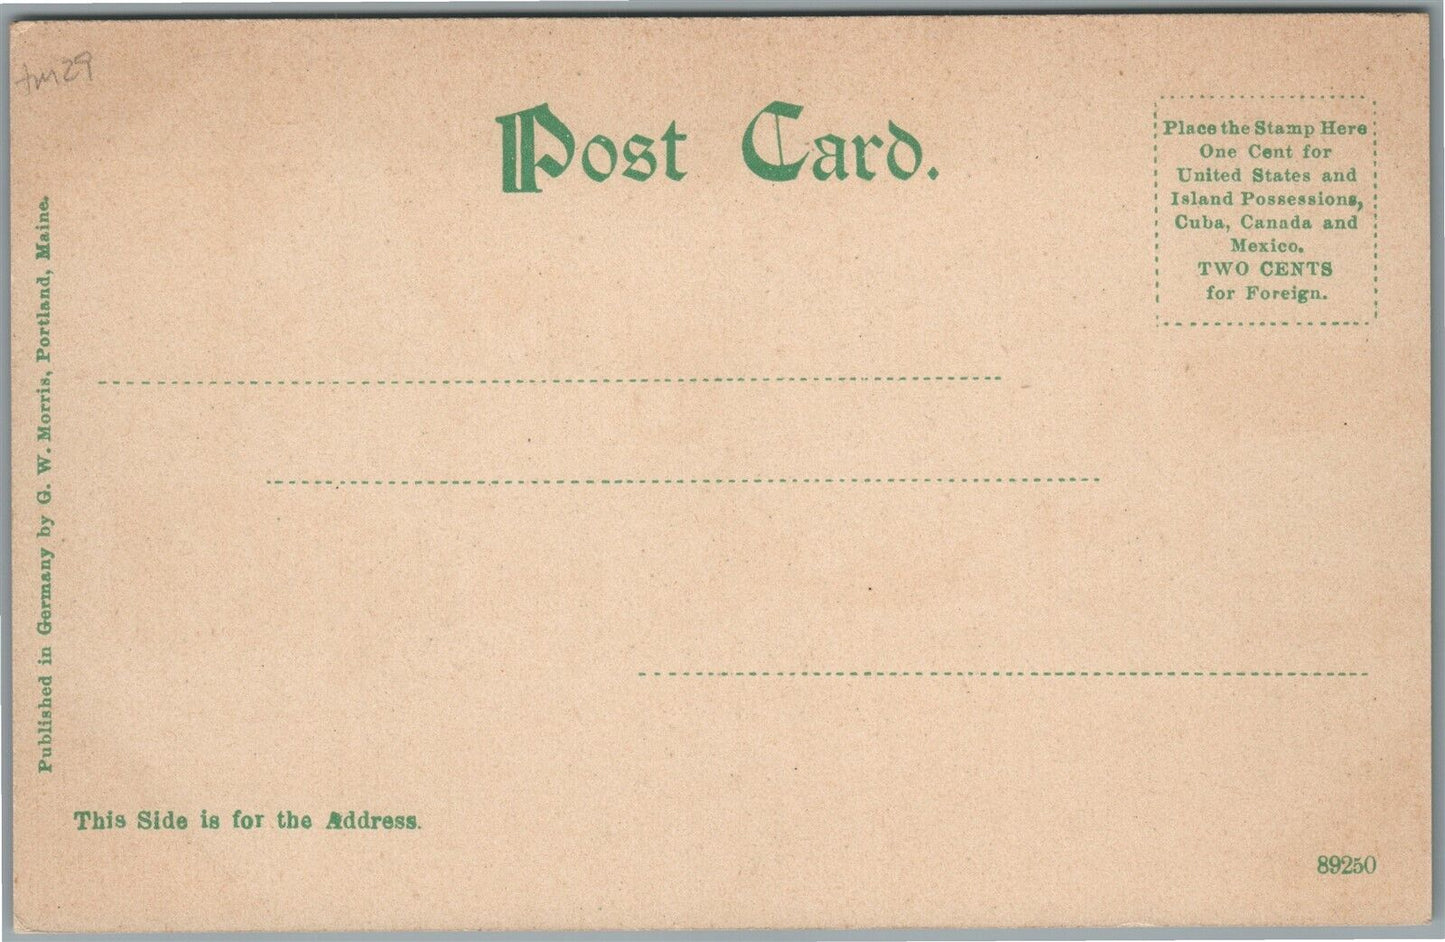 Post Card.
Place the Stamp Here
One Cent for
United States and
Island Possessions,
Cuba, Canada and
Mexico.
TWO CENTS
for Foreign.
Published in Germany by G. W. Morris, Portland, Maine.
This Side is for the Address.
89250